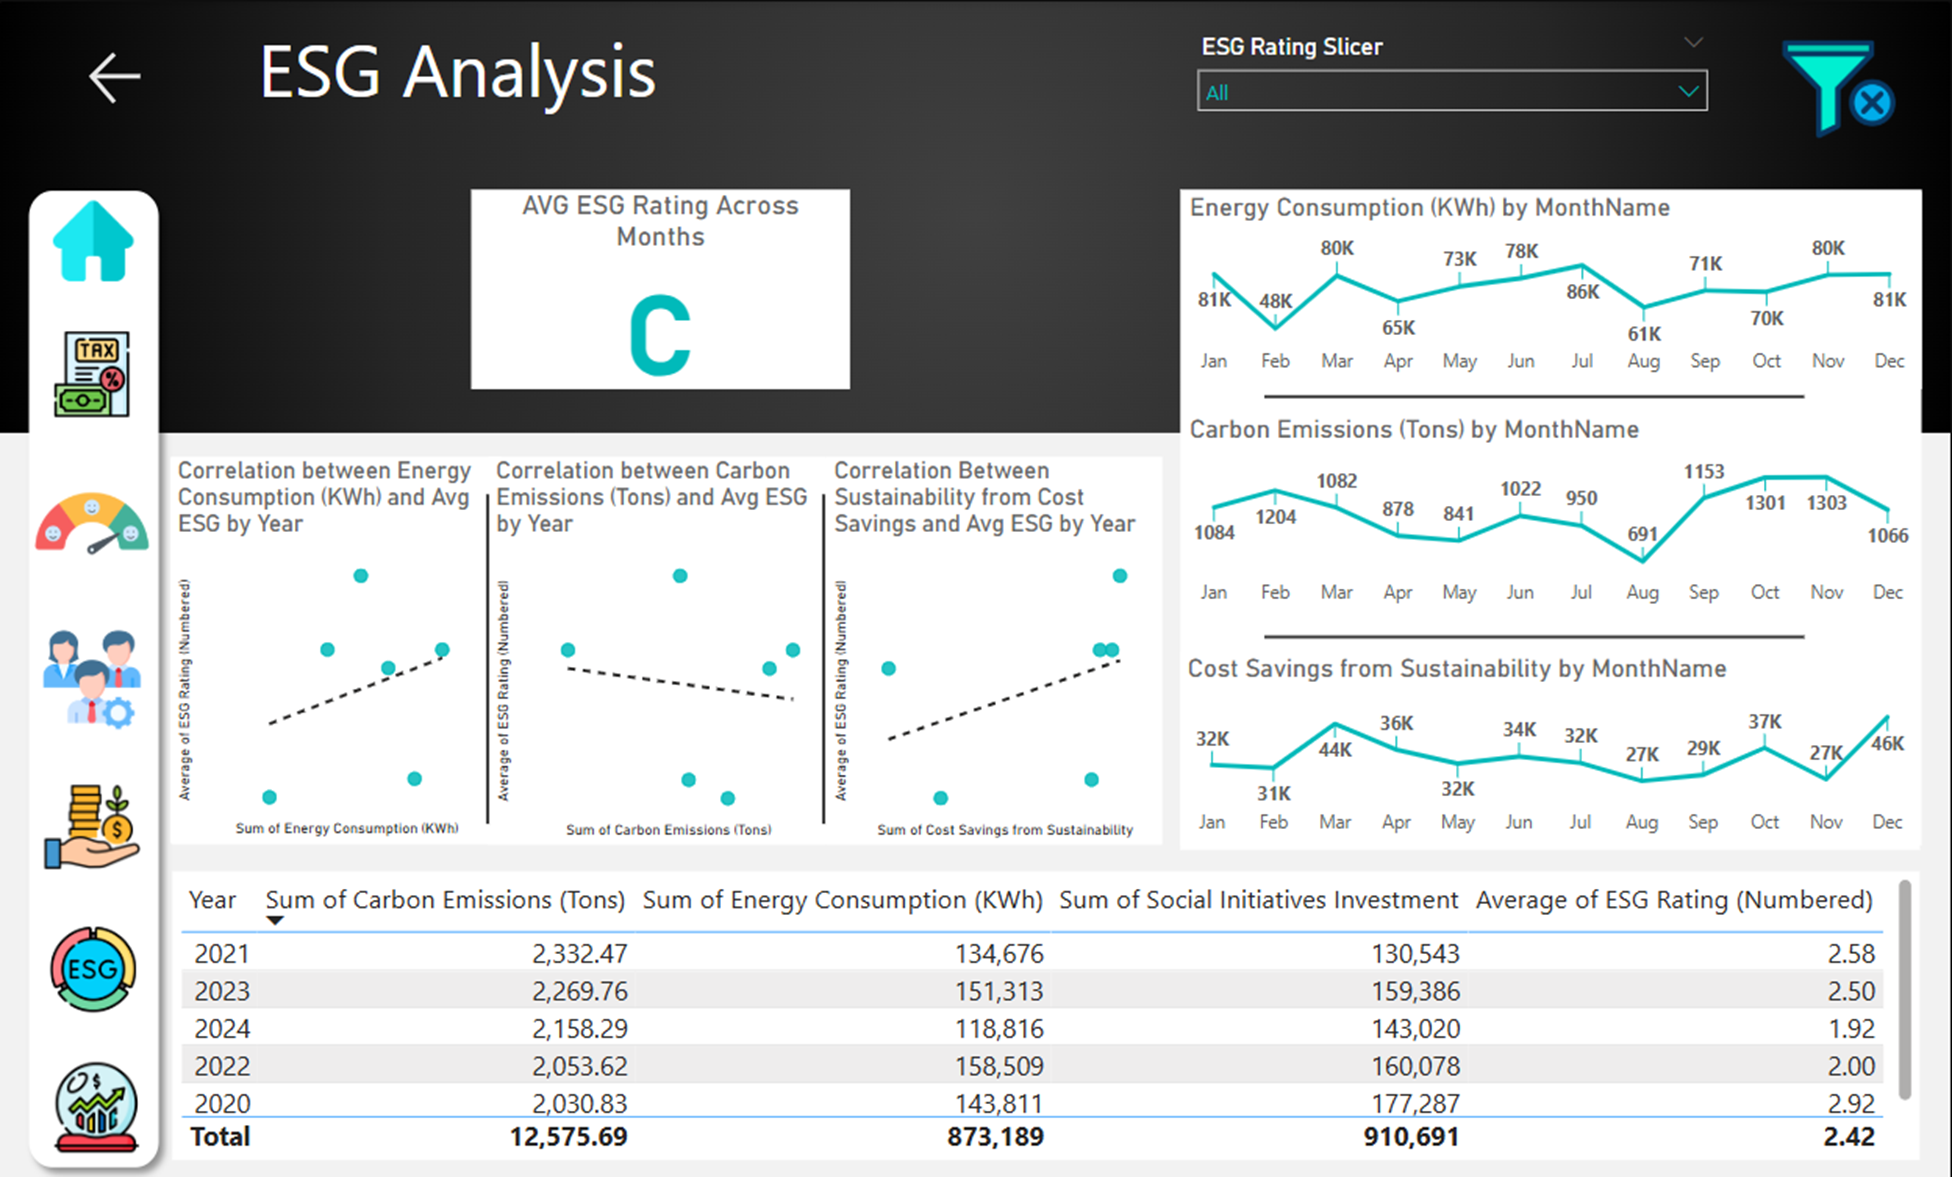 ESG Analysis
ESG Rating Slicer
All
TAX
%
AVG ESG Rating Across
Months
C
Energy Consumption (KWh) by MonthName
81K 48K 80K 65K 73K 78K 86K 61K 71K 70K 80K 81K
Jan Feb Mar Apr May Jun Jul Aug Sep Oct Nov Dec
Carbon Emissions (Tons) by MonthName
1084 1204 1082 878 841 1022 950 691 1153 1301 1303 1066
Jan Feb Mar Apr May Jun Jul Aug Sep Oct Nov Dec
Cost Savings from Sustainability by MonthName
32K 31K 44K 36K 32K 34K 32K 27K 29K 37K 27K 46K
Jan Feb Mar Apr May Jun Jul Aug Sep Oct Nov Dec
Correlation between Energy
Consumption (KWh) and Avg
ESG by Year
Average of ESG Rating (Numbered)
Sum of Energy Consumption (KWh)
Correlation between Carbon
Emissions (Tons) and Avg ESG
by Year
Average of ESG Rating (Numbered)
Sum of Carbon Emissions (Tons)
Correlation Between
Sustainability from Cost
Savings and Avg ESG by Year
Average of ESG Rating (Numbered)
Sum of Cost Savings from Sustainability
$
ESG
$
Year Sum of Carbon Emissions (Tons) Sum of Energy Consumption (KWh) Sum of Social Initiatives Investment Average of ESG Rating (Numbered)
2021 2,332.47 134,676 130,543 2.58
2023 2,269.76 151,313 159,386 2.50
2024 2,158.29 118,816 143,020 1.92
2022 2,053.62 158,509 160,078 2.00
2020 2,030.83 143,811 177,287 2.92
Total 12,575.69 873,189 910,691 2.42